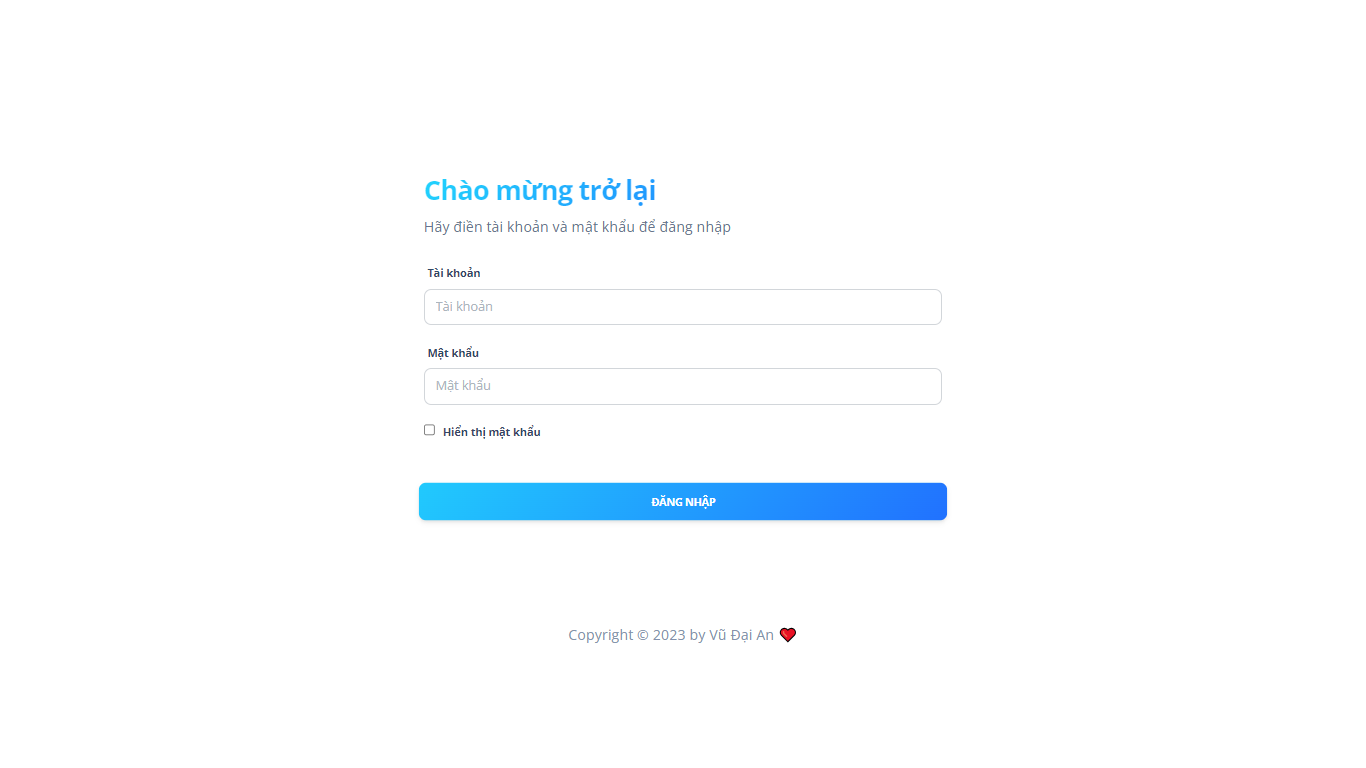 Chào mừng trở lại
Hãy điền tài khoản và mật khẩu để đăng nhập
Tài khoản
Tài khoản
Mật khẩu
Mật khẩu
Hiển thị mật khẩu
ĐĂNG NHẬP
Copyright © 2023 by Vũ Đại An